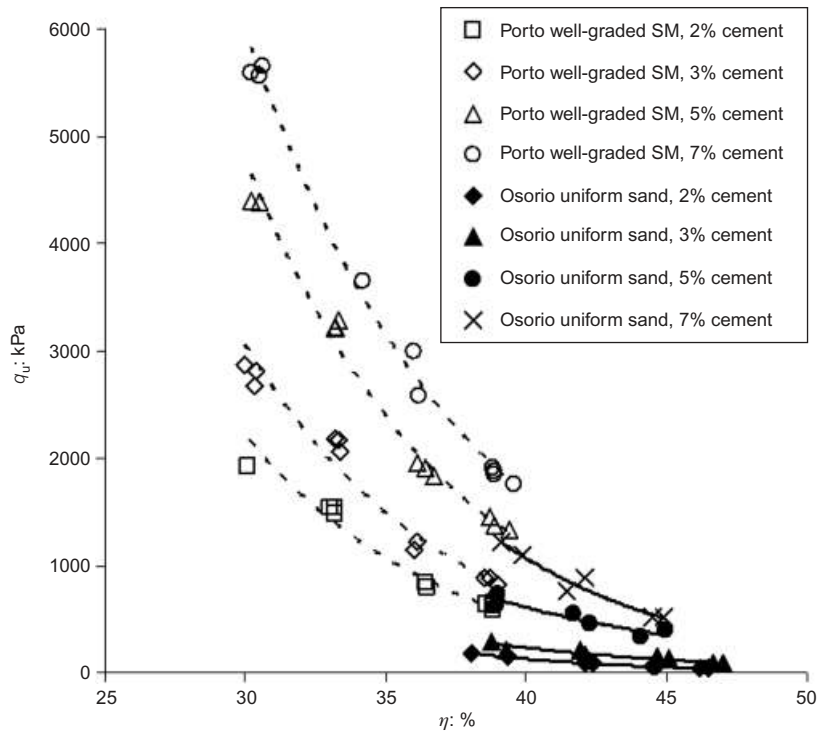 6000
5000
4000
3000
2000
1000
0
qu: kPa
25
30
35
40
45
50
η: %
Porto well-graded SM, 2% cement
Porto well-graded SM, 3% cement
Porto well-graded SM, 5% cement
Porto well-graded SM, 7% cement
Osorio uniform sand, 2% cement
Osorio uniform sand, 3% cement
Osorio uniform sand, 5% cement
Osorio uniform sand, 7% cement